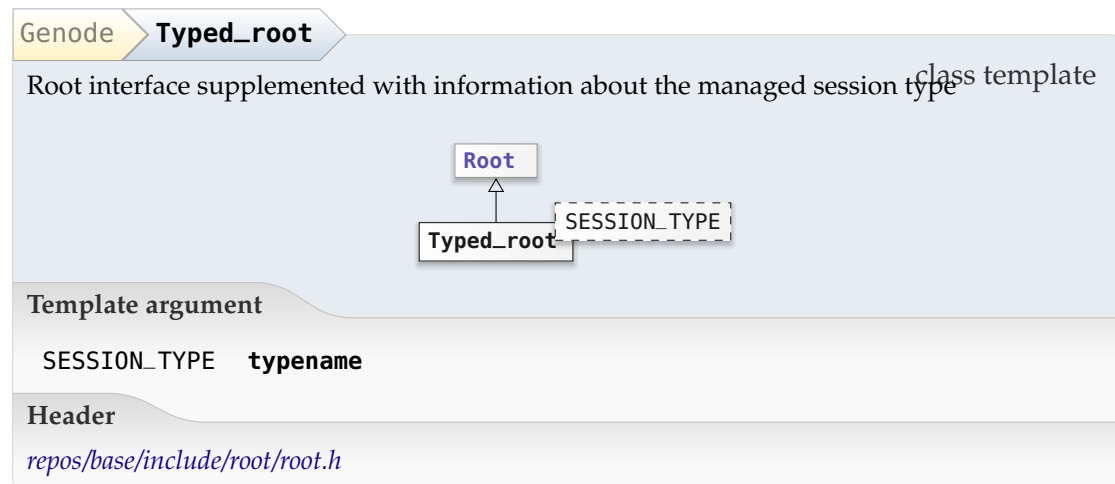 Genode Typed_root
class template
Root interface supplemented with information about the managed session type
Root
SESSION_TYPE
Typed_root
Template argument
SESSION_TYPE typename
Header
repos/base/include/root/root.h